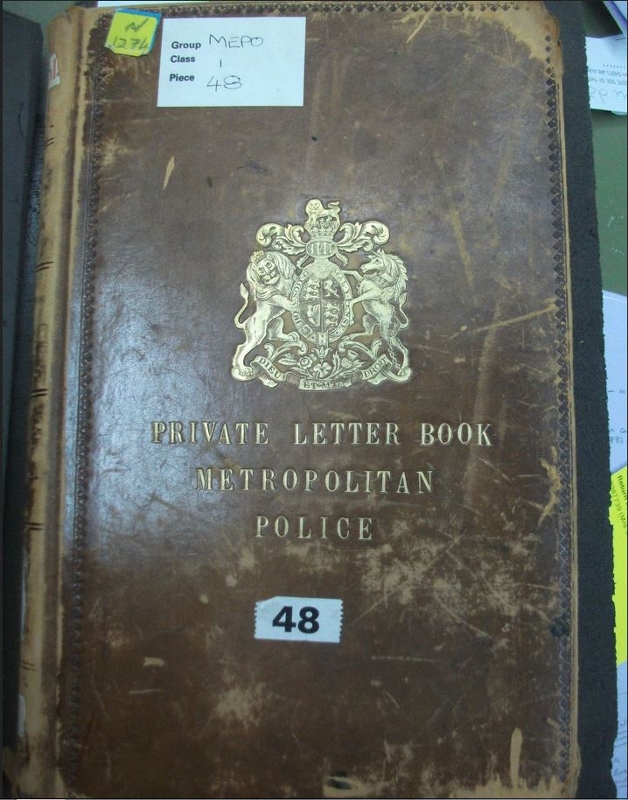 N
1274
Group MEPO
Class 1
Piece 48
DIEU ET MON DROIT
PRIVATE LETTER BOOK
METROPOLITAN
POLICE
48